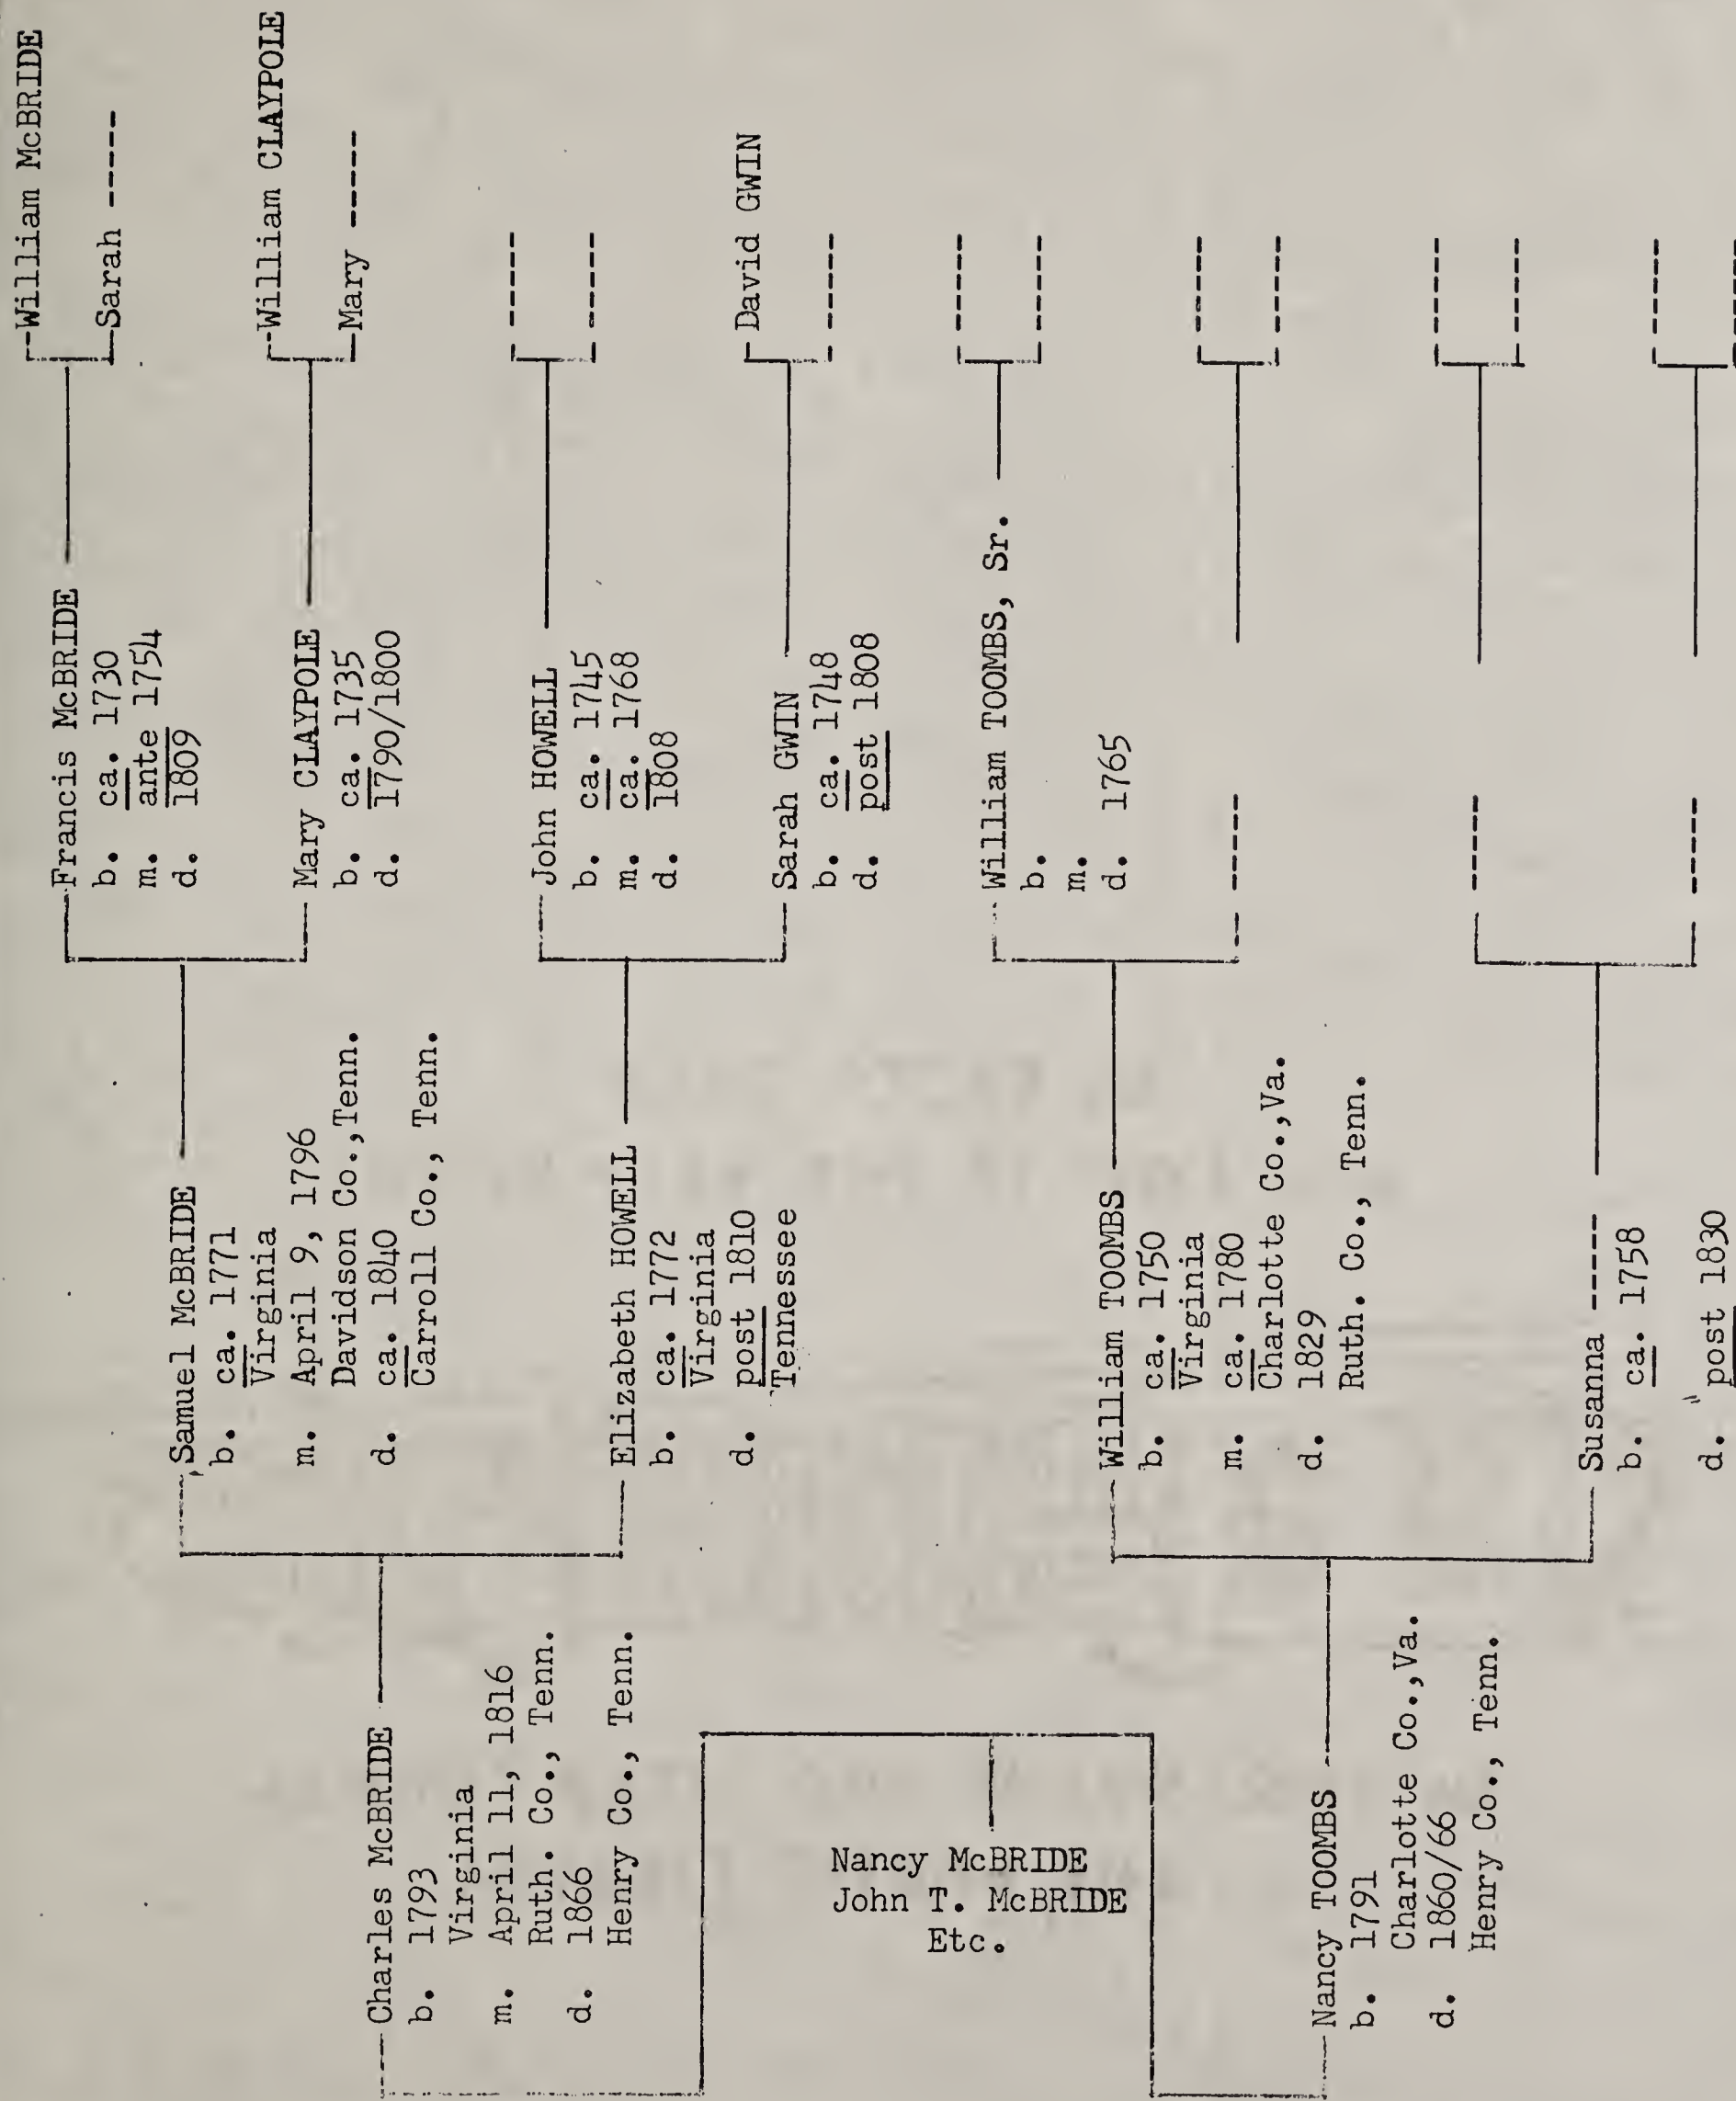 Charles McBRIDE
b. 1793
Virginia
m. April 11, 1816
Ruth. Co., Tenn.
d. 1866
Henry Co., Tenn.
Nancy McBRIDE
John T. McBRIDE
Etc.
Nancy TOOMBS
b. 1791
Charlotte Co.,Va.
d. 1860/66
Henry Co., Tenn.
Samuel McBRIDE
b. ca. 1771
Virginia
m. April 9, 1796
Davidson Co.,Tenn.
d. ca. 1840
Carroll Co., Tenn.
Elizabeth HOWELL
b. ca. 1772
Virginia
d. post 1810
Tennessee
William TOOMBS
b. ca. 1750
Virginia
m. ca. 1780
Charlotte Co.,Va.
d. 1829
Ruth. Co., Tenn.
Susanna -----
b. ca. 1758
d. post 1830
Francis McBRIDE
b. ca. 1730
m. ante 1754
d. 1809
Mary CLAYPOLE
b. ca. 1735
d. 1790/1800
John HOWELL
b. ca. 1745
m. ca. 1768
d. 1808
Sarah GWIN
b. ca. 1748
d. post 1808
William TOOMBS, Sr.
b.
m.
d. 1765
-----
-----
-----
William McBRIDE
Sarah -----
William CLAYPOLE
Mary -----
-----
-----
David GWIN
-----
-----
-----
-----
-----
-----
-----
-----
-----